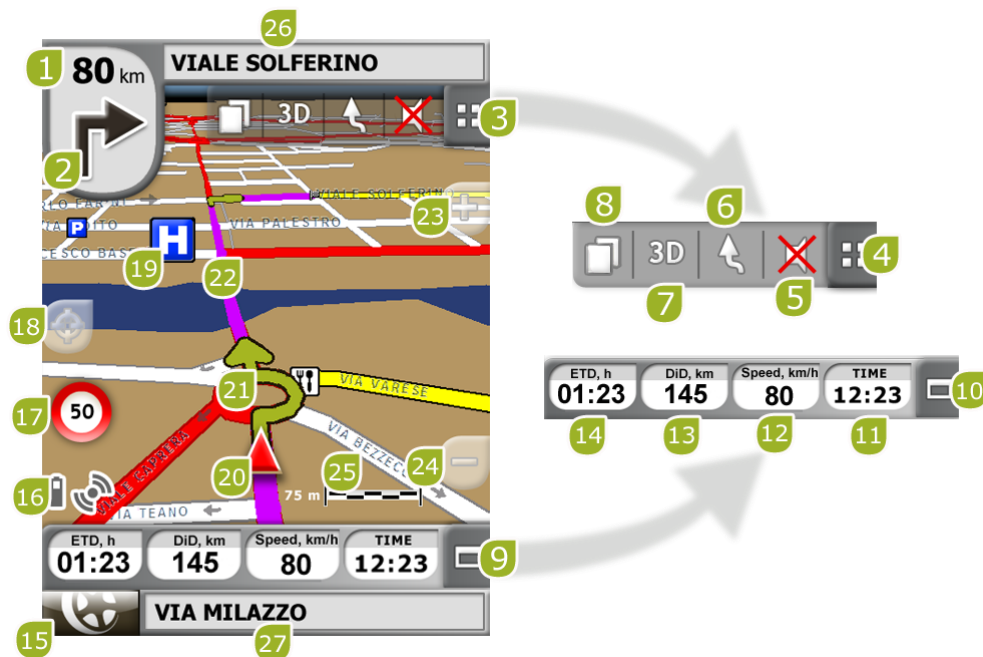 26
1
80 km
VIALE SOLFERINO
3D
3
2
VIALE SOLFERINO
23
P
VIA PALESTRO
H
19
22
18
21
VIA VARESE
17
50
VIA BEZZECC
20
25
24
16
VIALE SAPRERA
75 m
VIA TEANO
ETD, h
01:23
DiD, km
145
Speed, km/h
80
TIME
12:23
9
15
VIA MILAZZO
27
8
6
3D
4
7
5
ETD, h
01:23
DiD, km
145
Speed, km/h
80
TIME
12:23
10
14
13
12
11